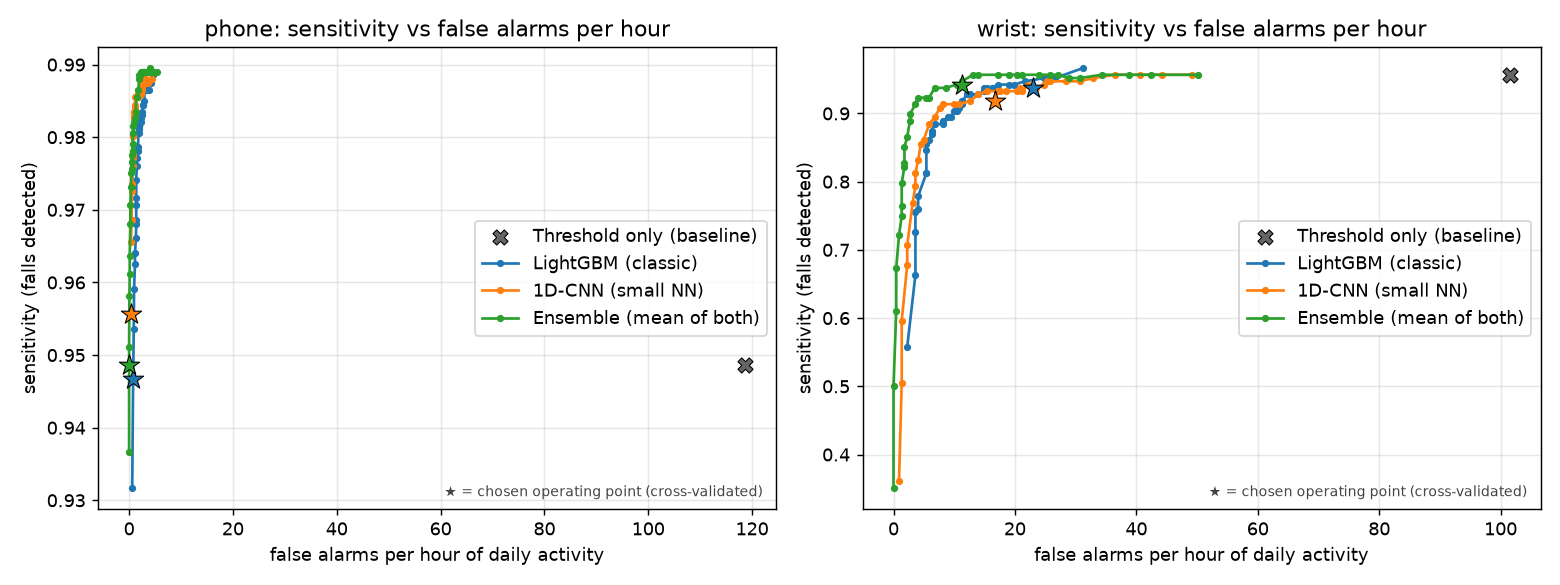 phone: sensitivity vs false alarms per hour
sensitivity (falls detected)
0.99
0.98
0.97
0.96
0.95
0.94
0.93
Threshold only (baseline)
LightGBM (classic)
1D-CNN (small NN)
Ensemble (mean of both)
★ = chosen operating point (cross-validated)
0 20 40 60 80 100 120
false alarms per hour of daily activity
wrist: sensitivity vs false alarms per hour
sensitivity (falls detected)
0.9
0.8
0.7
0.6
0.5
0.4
Threshold only (baseline)
LightGBM (classic)
1D-CNN (small NN)
Ensemble (mean of both)
★ = chosen operating point (cross-validated)
0 20 40 60 80 100
false alarms per hour of daily activity